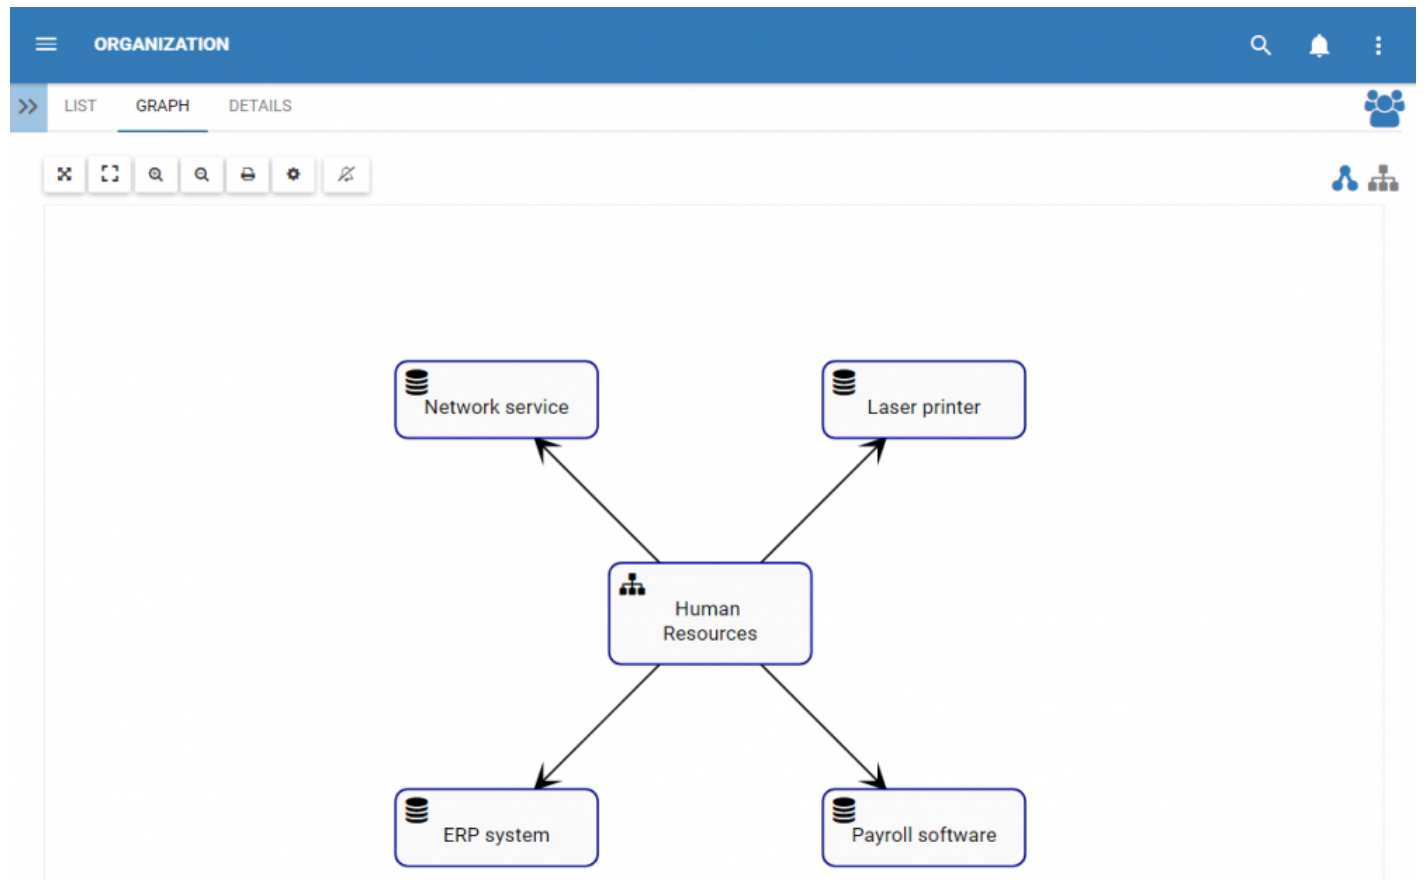 ORGANIZATION
LIST GRAPH DETAILS
Network service
Laser printer
Human
Resources
ERP system
Payroll software